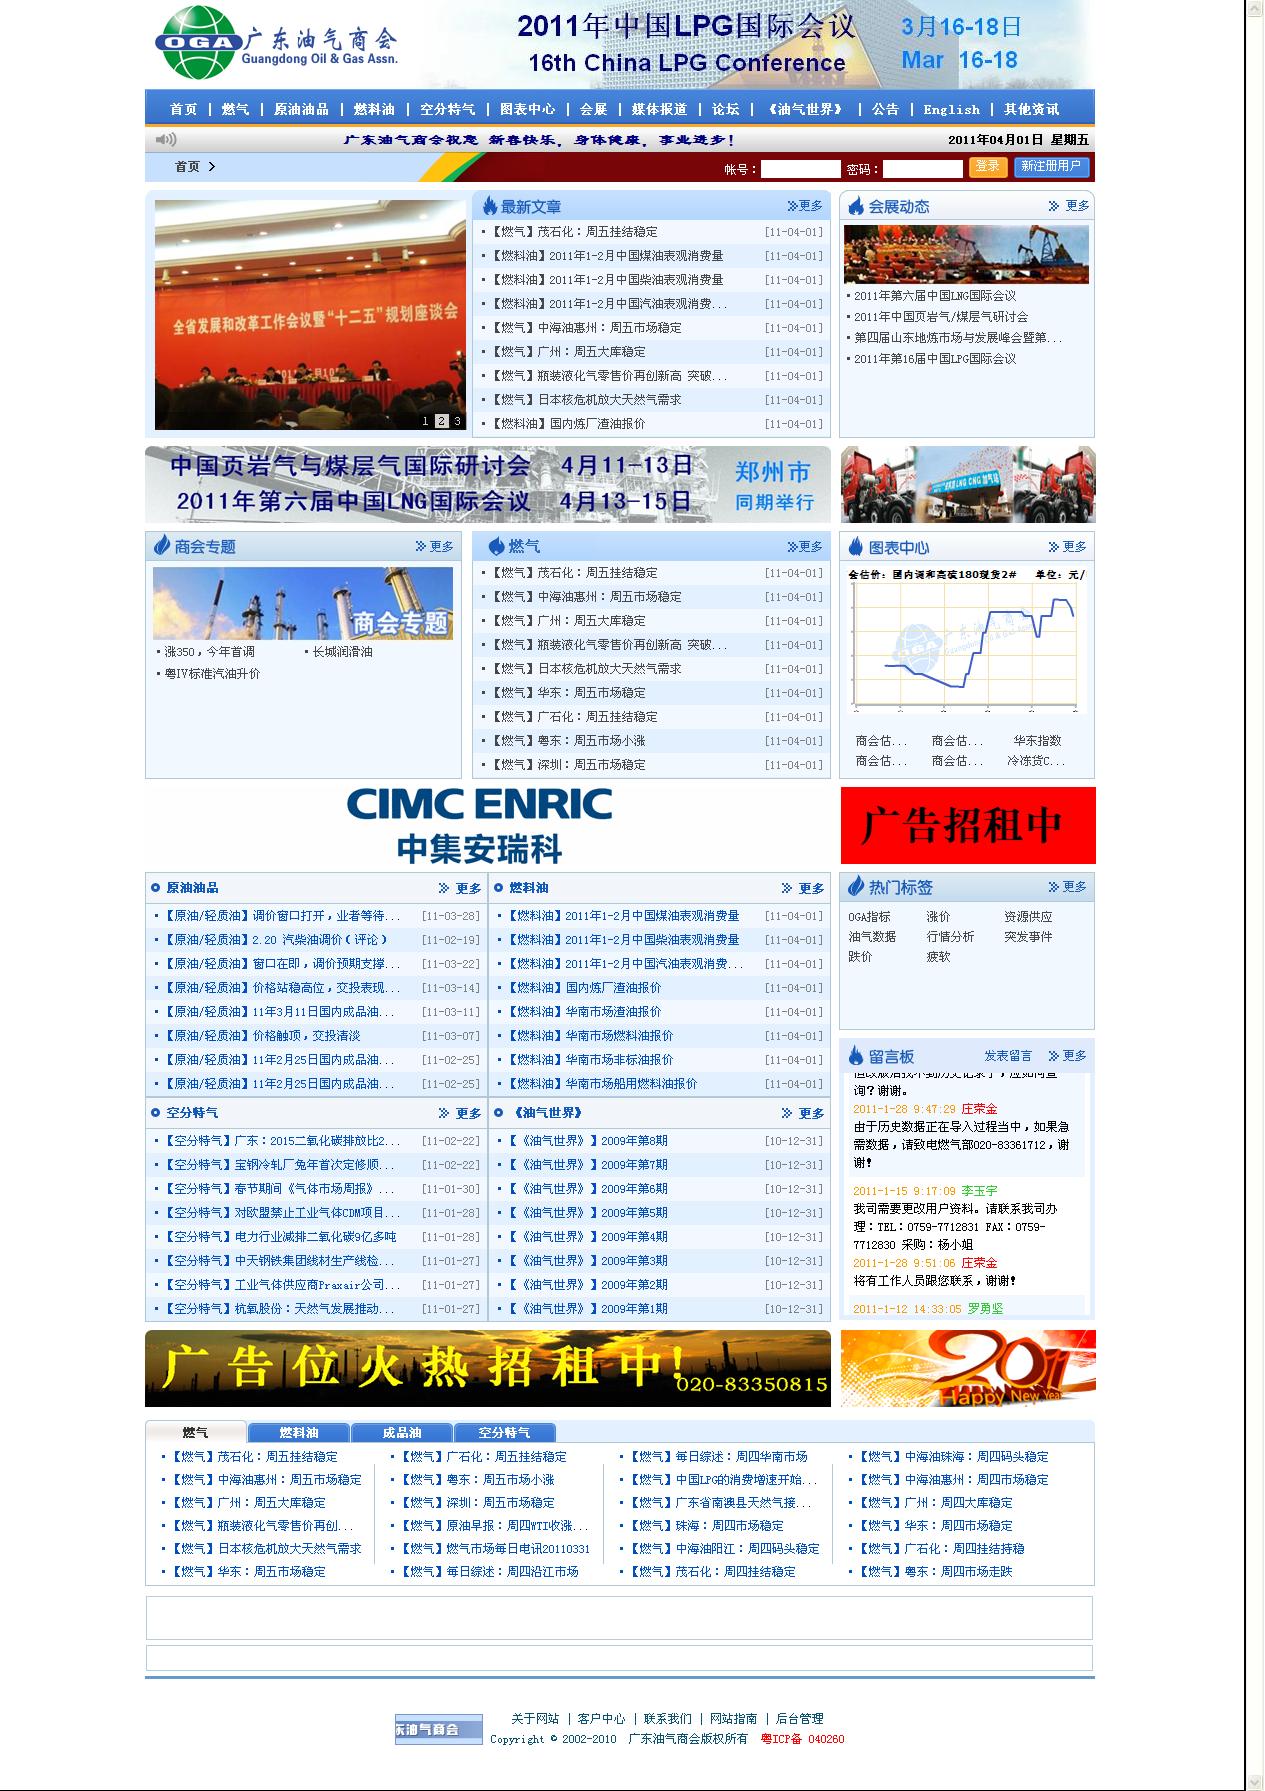 OGA 广东油气商会
Guangdong Oil & Gas Assn.
2011年中国LPG国际会议 3月16-18日
16th China LPG Conference Mar 16-18
首页 | 燃气 | 原油油品 | 燃料油 | 空分特气 | 图表中心 | 会展 | 媒体报道 | 论坛 | 《油气世界》 | 公告 | English | 其他资讯
广东油气商会祝您 新春快乐，身体健康，事业进步！ 2011年04月01日 星期五
首页 帐号： 密码： 登录 新注册用户
全省发展和改革工作会议暨“十二五”规划座谈会
1 2 3
最新文章 更多
【燃气】茂石化：周五挂结稳定 [11-04-01]
【燃料油】2011年1-2月中国煤油表观消费量 [11-04-01]
【燃料油】2011年1-2月中国柴油表观消费量 [11-04-01]
【燃料油】2011年1-2月中国汽油表观消费... [11-04-01]
【燃气】中海油惠州：周五市场稳定 [11-04-01]
【燃气】广州：周五大库稳定 [11-04-01]
【燃气】瓶装液化气零售价再创新高 突破... [11-04-01]
【燃气】日本核危机放大天然气需求 [11-04-01]
【燃料油】国内炼厂渣油报价 [11-04-01]
会展动态 更多
2011年第六届中国LNG国际会议
2011年中国页岩气/煤层气研讨会
第四届山东地炼市场与发展峰会暨第...
2011年第16届中国LPG国际会议
中国页岩气与煤层气国际研讨会 4月11-13日 郑州市
2011年第六届中国LNG国际会议 4月13-15日 同期举行
商会专题 更多
商会专题
涨350，今年首调 长城润滑油
粤IV标准汽油升价
燃气 更多
【燃气】茂石化：周五挂结稳定 [11-04-01]
【燃气】中海油惠州：周五市场稳定 [11-04-01]
【燃气】广州：周五大库稳定 [11-04-01]
【燃气】瓶装液化气零售价再创新高 突破... [11-04-01]
【燃气】日本核危机放大天然气需求 [11-04-01]
【燃气】华东：周五市场稳定 [11-04-01]
【燃气】广石化：周五挂结稳定 [11-04-01]
【燃气】粤东：周五市场小涨 [11-04-01]
【燃气】深圳：周五市场稳定 [11-04-01]
图表中心 更多
会估价：国内调和高硫180现货2# 单位：元/
商会估... 商会估... 华东指数
商会估... 商会估... 冷冻货C...
CIMC ENRIC
中集安瑞科
广告招租中
原油油品 更多
【原油/轻质油】调价窗口打开，业者等待... [11-03-28]
【原油/轻质油】2.20 汽柴油调价（评论） [11-02-19]
【原油/轻质油】窗口在即，调价预期支撑... [11-03-22]
【原油/轻质油】价格站稳高位，交投表现... [11-03-14]
【原油/轻质油】11年3月11日国内成品油... [11-03-11]
【原油/轻质油】价格触顶，交投清淡 [11-03-07]
【原油/轻质油】11年2月25日国内成品油... [11-02-25]
【原油/轻质油】11年2月25日国内成品油... [11-02-25]
燃料油 更多
【燃料油】2011年1-2月中国煤油表观消费量 [11-04-01]
【燃料油】2011年1-2月中国柴油表观消费量 [11-04-01]
【燃料油】2011年1-2月中国汽油表观消费... [11-04-01]
【燃料油】国内炼厂渣油报价 [11-04-01]
【燃料油】华南市场渣油报价 [11-04-01]
【燃料油】华南市场燃料油报价 [11-04-01]
【燃料油】华南市场非标油报价 [11-04-01]
【燃料油】华南市场船用燃料油报价 [11-04-01]
热门标签 更多
OGA指标 涨价 资源供应
油气数据 行情分析 突发事件
跌价 疲软
空分特气 更多
【空分特气】广东：2015二氧化碳排放比2... [11-02-22]
【空分特气】宝钢冷轧厂兔年首次定修顺... [11-02-22]
【空分特气】春节期间《气体市场周报》... [11-01-30]
【空分特气】对欧盟禁止工业气体CDM项目... [11-01-28]
【空分特气】电力行业减排二氧化碳9亿多吨 [11-01-28]
【空分特气】中天钢铁集团线材生产线检... [11-01-27]
【空分特气】工业气体供应商Praxair公司... [11-01-27]
【空分特气】杭氧股份：天然气发展推动... [11-01-27]
《油气世界》 更多
【《油气世界》】2009年第8期 [10-12-31]
【《油气世界》】2009年第7期 [10-12-31]
【《油气世界》】2009年第6期 [10-12-31]
【《油气世界》】2009年第5期 [10-12-31]
【《油气世界》】2009年第4期 [10-12-31]
【《油气世界》】2009年第3期 [10-12-31]
【《油气世界》】2009年第2期 [10-12-31]
【《油气世界》】2009年第1期 [10-12-31]
留言板 发表留言 更多
询？谢谢。
2011-1-28 9:47:29 庄荣金
由于历史数据正在导入过程当中，如果急
需数据，请致电燃气部020-83361712，谢
谢！
2011-1-15 9:17:09 李玉宇
我司需要更改用户资料。请联系我司办
理：TEL：0759-7712831 FAX：0759-
7712830 采购：杨小姐
2011-1-28 9:51:06 庄荣金
将有工作人员跟您联系，谢谢！
2011-1-12 14:33:05 罗勇坚
广告位火热招租中！
020-83350815
2011
Happy New Year
燃气 燃料油 成品油 空分特气
【燃气】茂石化：周五挂结稳定 【燃气】广石化：周五挂结稳定 【燃气】每日综述：周四华南市场 【燃气】中海油珠海：周四码头稳定
【燃气】中海油惠州：周五市场稳定 【燃气】粤东：周五市场小涨 【燃气】中国LPG的消费增速开始... 【燃气】中海油惠州：周四市场稳定
【燃气】广州：周五大库稳定 【燃气】深圳：周五市场稳定 【燃气】广东省南澳县天然气接... 【燃气】广州：周四大库稳定
【燃气】瓶装液化气零售价再创... 【燃气】原油早报：周四WTI收涨... 【燃气】珠海：周四市场稳定 【燃气】华东：周四市场稳定
【燃气】日本核危机放大天然气需求 【燃气】燃气市场每日电讯20110331 【燃气】中海油阳江：周四码头稳定 【燃气】广石化：周四挂结持稳
【燃气】华东：周五市场稳定 【燃气】每日综述：周四沿江市场 【燃气】茂石化：周四挂结稳定 【燃气】粤东：周四市场走跌
东油气商会
关于网站 | 客户中心 | 联系我们 | 网站指南 | 后台管理
Copyright © 2002-2010 广东油气商会版权所有 粤ICP备 040260